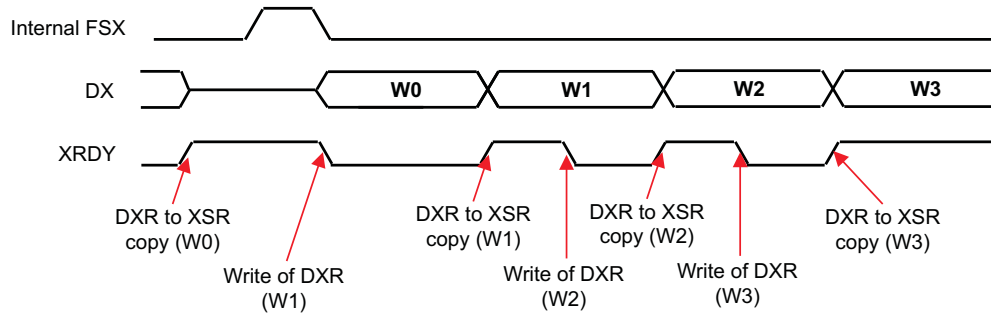 Internal FSX
DX
W0
W1
W2
W3
XRDY
DXR to XSR
copy (W0)
Write of DXR
(W1)
DXR to XSR
copy (W1)
Write of DXR
(W2)
DXR to XSR
copy (W2)
Write of DXR
(W3)
DXR to XSR
copy (W3)